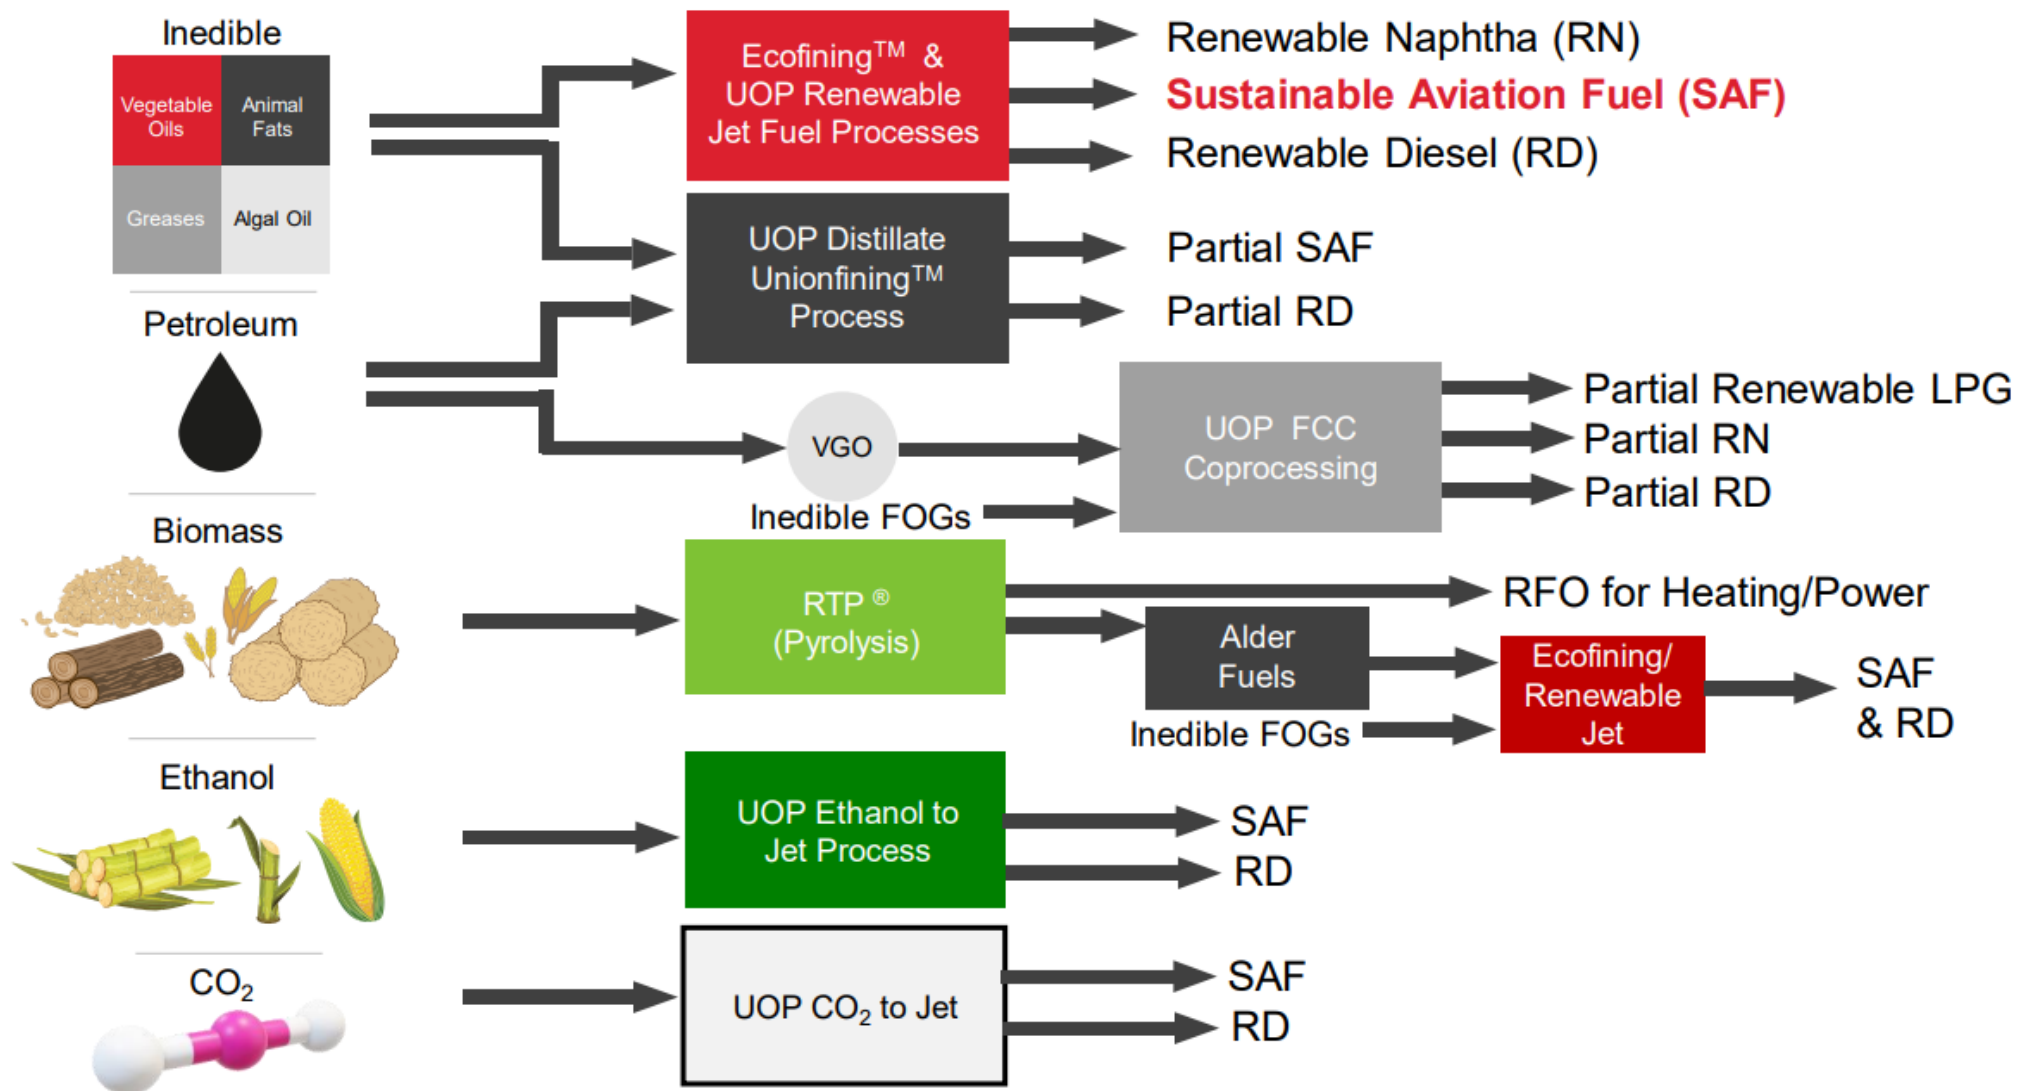 Inedible
Vegetable
Oils
Animal
Fats
Greases
Algal Oil
Ecofining™ &
UOP Renewable
Jet Fuel Processes
Renewable Naphtha (RN)
Sustainable Aviation Fuel (SAF)
Renewable Diesel (RD)
UOP Distillate
Unionfining™
Process
Partial SAF
Partial RD
Petroleum
VGO
Inedible FOGs
UOP FCC
Coprocessing
Partial Renewable LPG
Partial RN
Partial RD
Biomass
RTP ®
(Pyrolysis)
RFO for Heating/Power
Alder
Fuels
Inedible FOGs
Ecofining/
Renewable
Jet
SAF
& RD
Ethanol
UOP Ethanol to
Jet Process
SAF
RD
CO₂
UOP CO₂ to Jet
SAF
RD